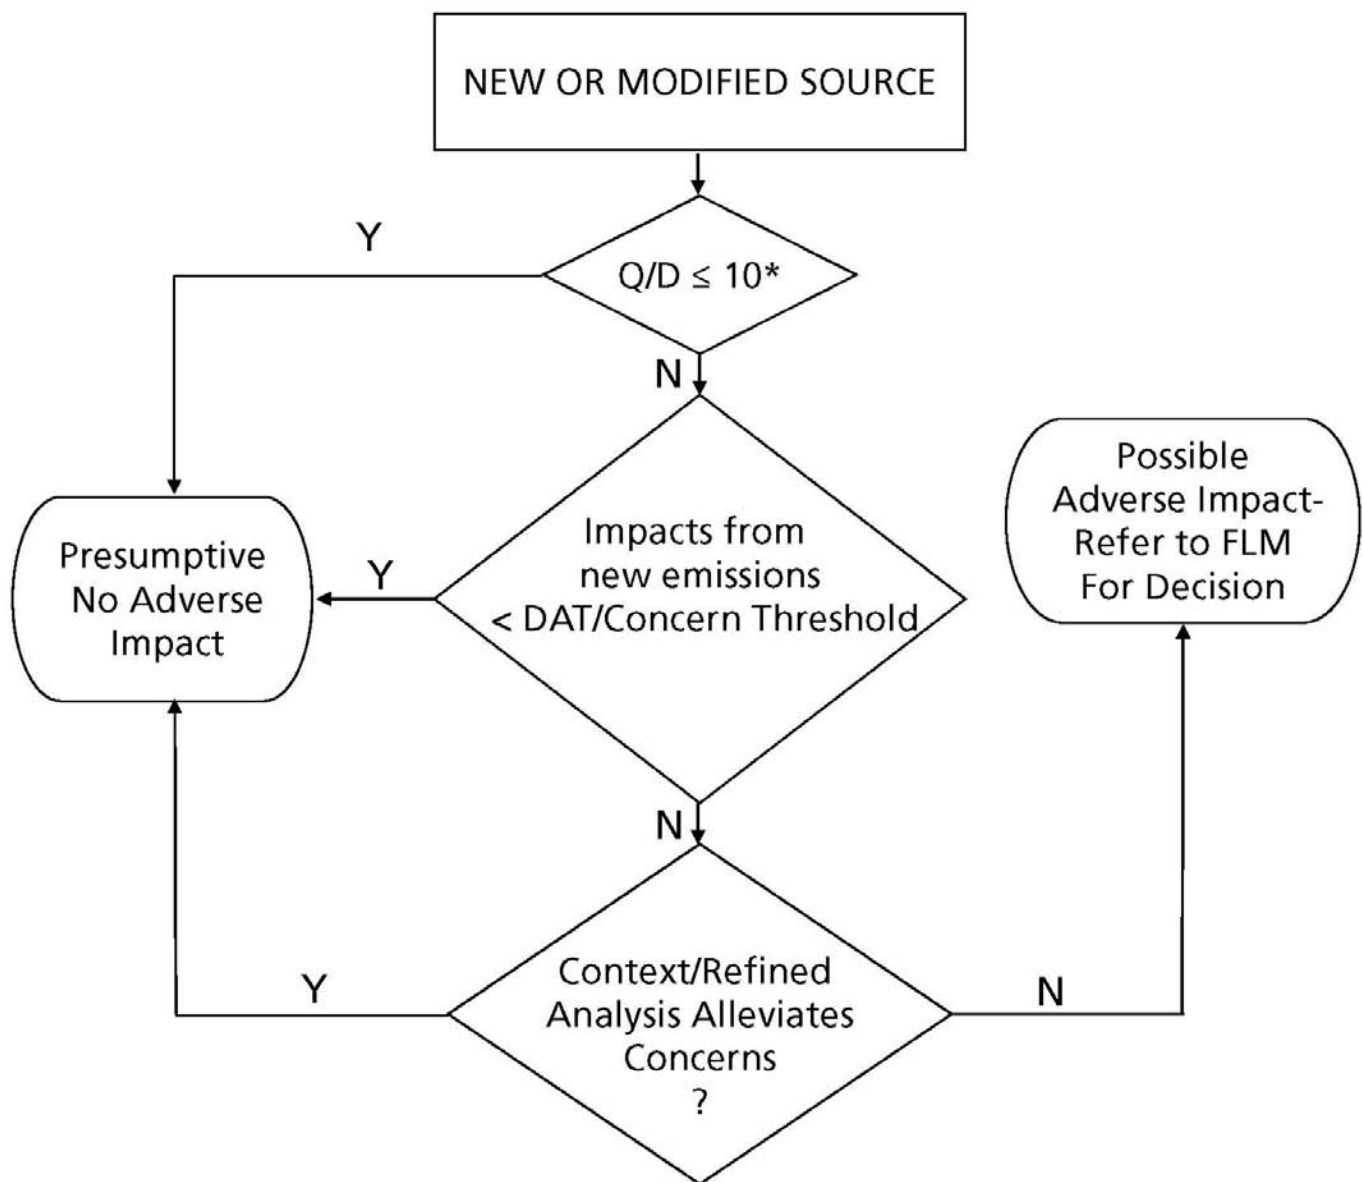 NEW OR MODIFIED SOURCE
Y
Q/D ≤ 10*
N
Possible
Adverse Impact-
Refer to FLM
For Decision
Impacts from
new emissions
< DAT/Concern Threshold
Y
Presumptive
No Adverse
Impact
N
Context/Refined
Analysis Alleviates
Concerns
?
Y
N